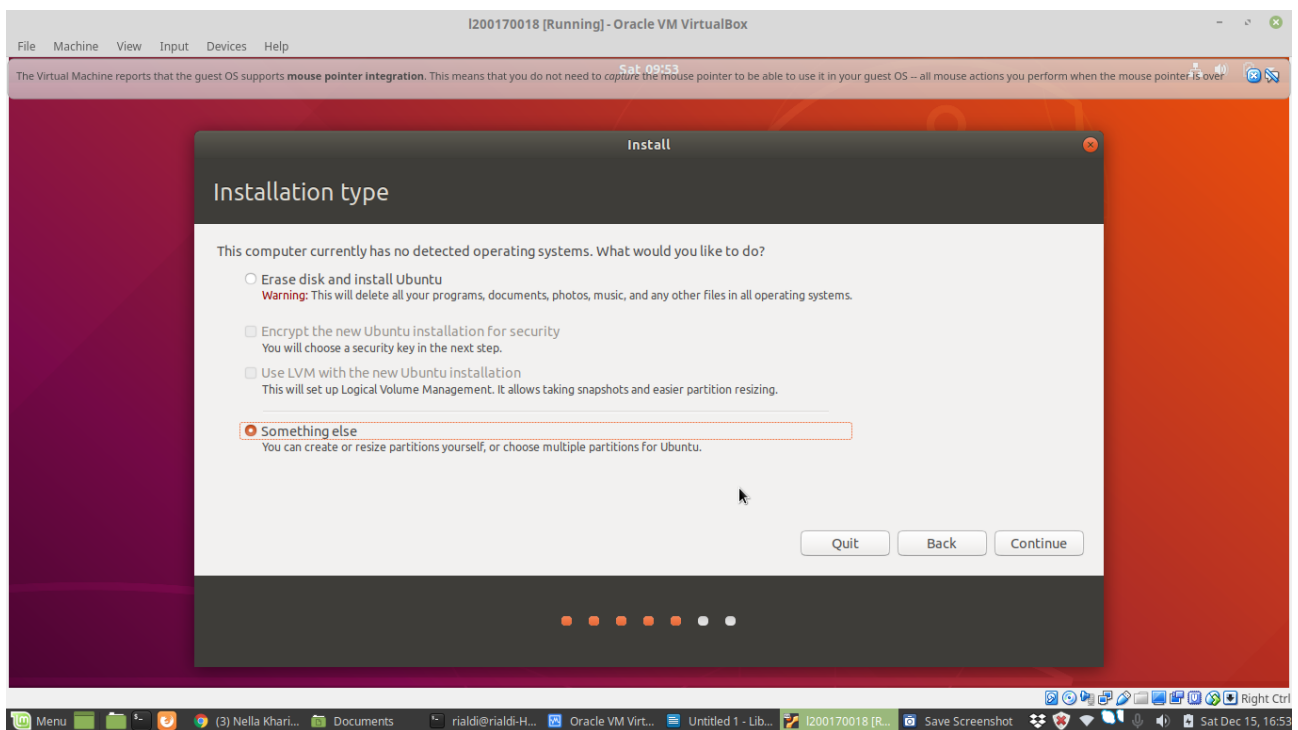 l200170018 [Running] - Oracle VM VirtualBox
File Machine View Input Devices Help
Sat 09:53
The Virtual Machine reports that the guest OS supports mouse pointer integration. This means that you do not need to capture the mouse pointer to be able to use it in your guest OS – all mouse actions you perform when the mouse pointer is over
Install
Installation type
This computer currently has no detected operating systems. What would you like to do?
Erase disk and install Ubuntu
Warning: This will delete all your programs, documents, photos, music, and any other files in all operating systems.
Encrypt the new Ubuntu installation for security
You will choose a security key in the next step.
Use LVM with the new Ubuntu installation
This will set up Logical Volume Management. It allows taking snapshots and easier partition resizing.
Something else
You can create or resize partitions yourself, or choose multiple partitions for Ubuntu.
Quit Back Continue
Right Ctrl
Menu (3) Nella Khari... Documents rialdi@rialdi-H... Oracle VM Virt... Untitled 1 - Lib... l200170018 [R... Save Screenshot Sat Dec 15, 16:53